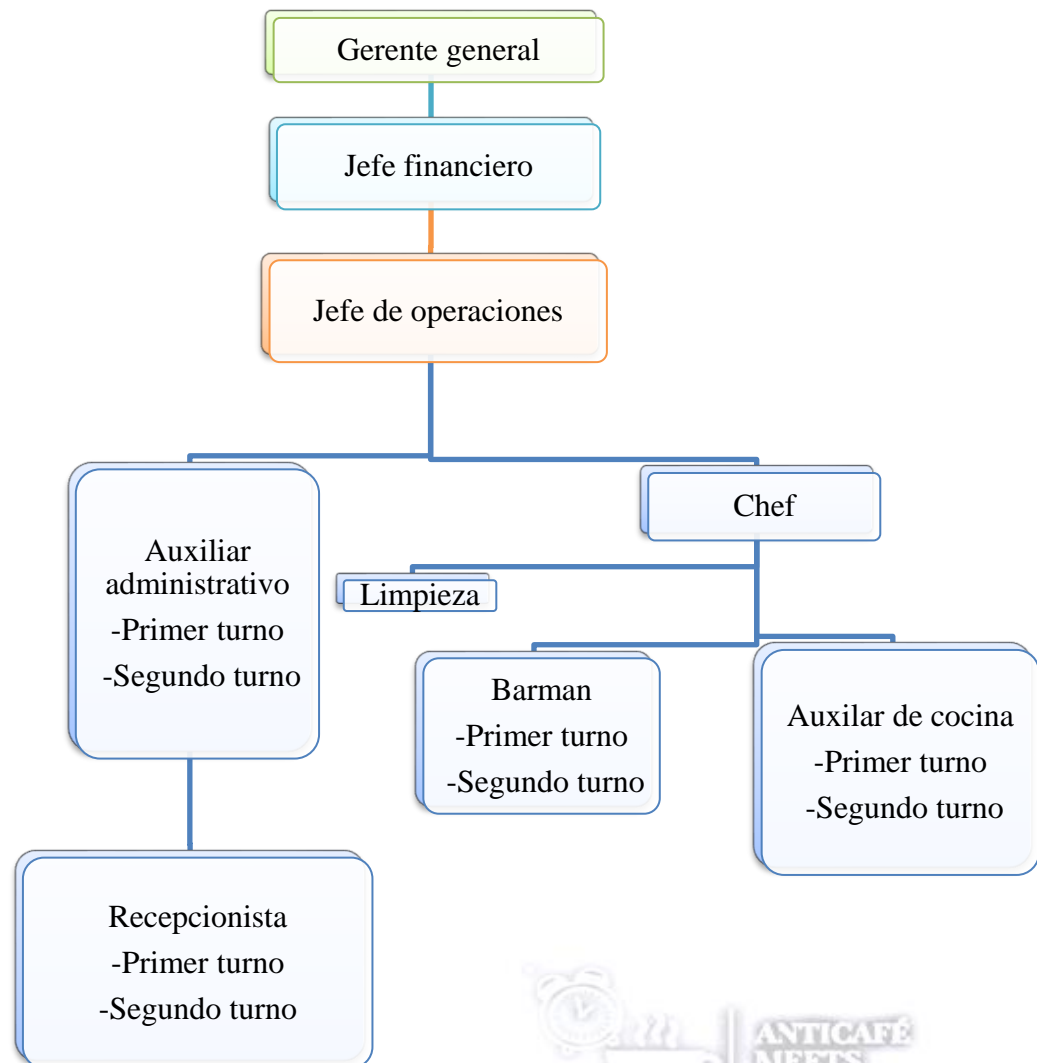 Gerente general
Jefe financiero
Jefe de operaciones
Auxiliar
administrativo
-Primer turno
-Segundo turno
Chef
Limpieza
Barman
-Primer turno
-Segundo turno
Auxilar de cocina
-Primer turno
-Segundo turno
Recepcionista
-Primer turno
-Segundo turno
ANTICAFÉ
MEETS